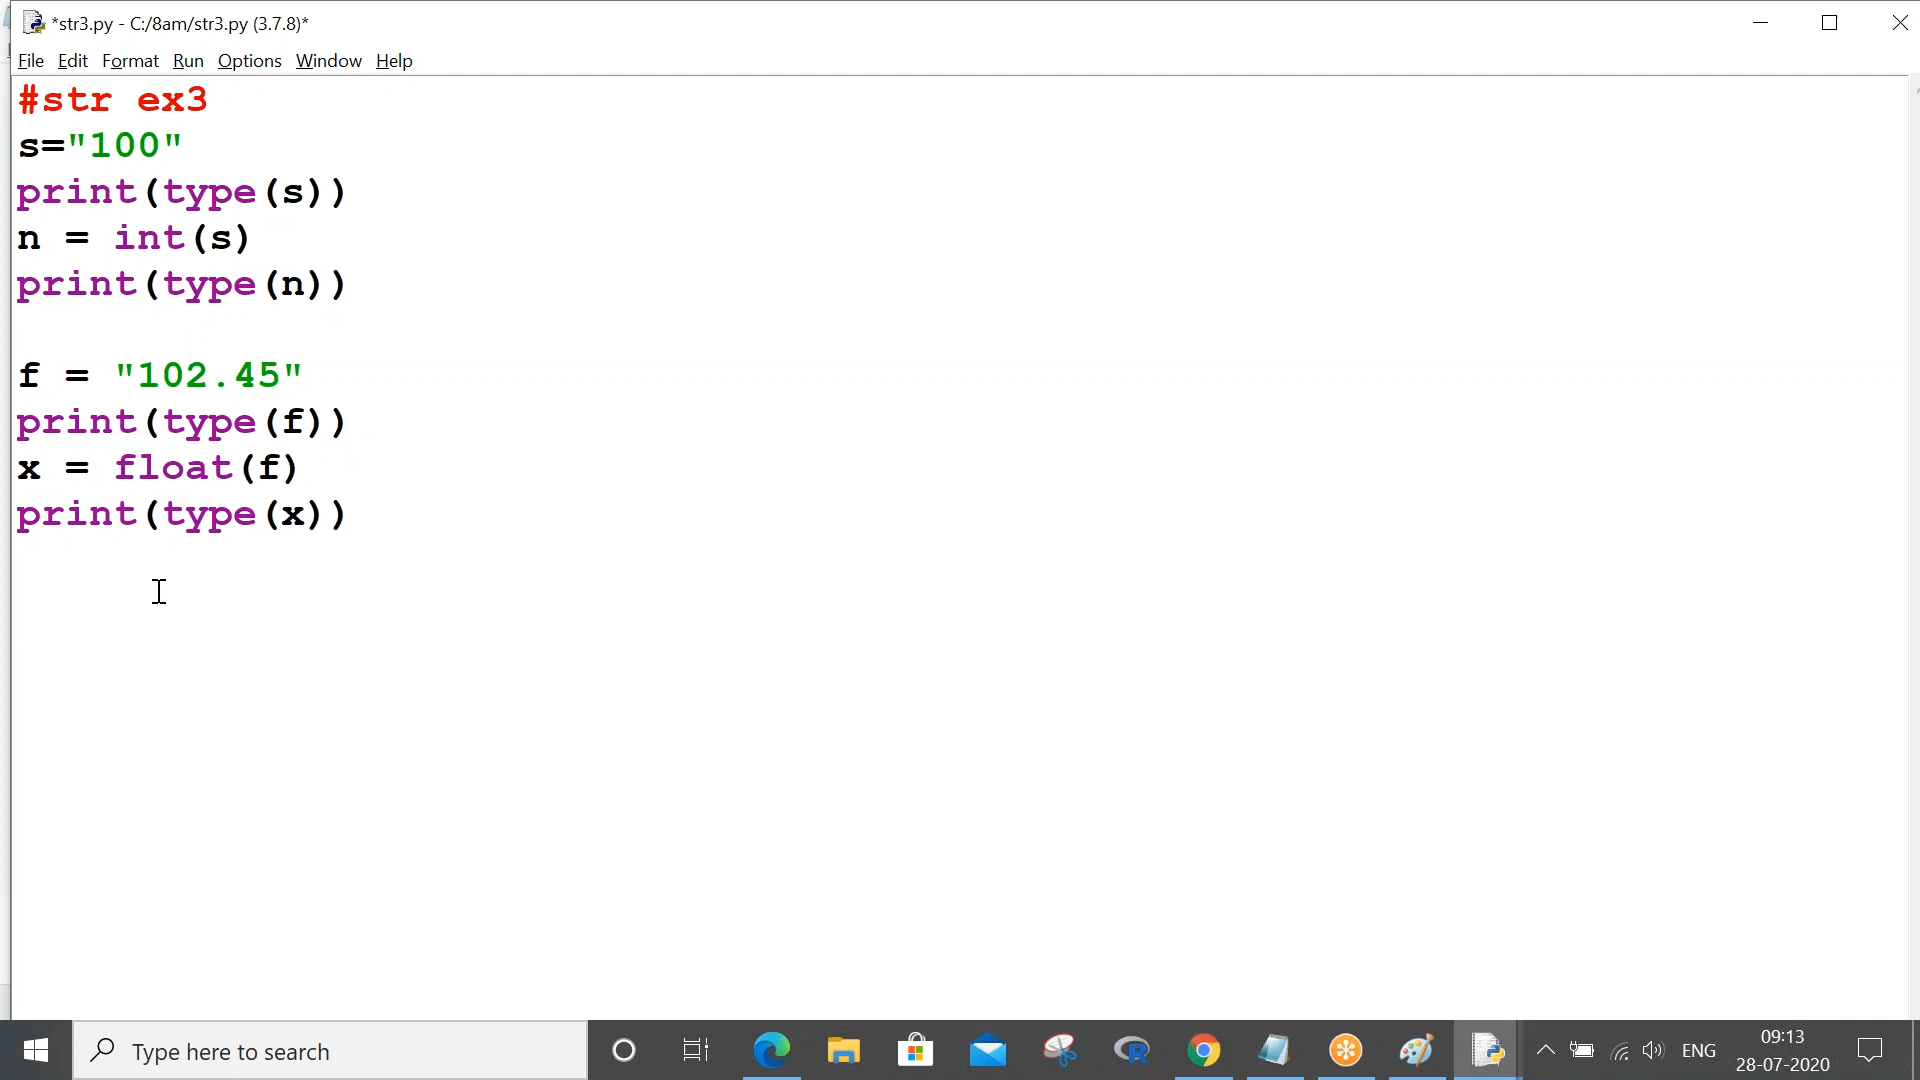 *str3.py - C:/8am/str3.py (3.7.8)*
File Edit Format Run Options Window Help
#str ex3
s="100"
print(type(s))
n = int(s)
print(type(n))
f = "102.45"
print(type(f))
x = float(f)
print(type(x))
Type here to search
R
ENG
09:13
28-07-2020